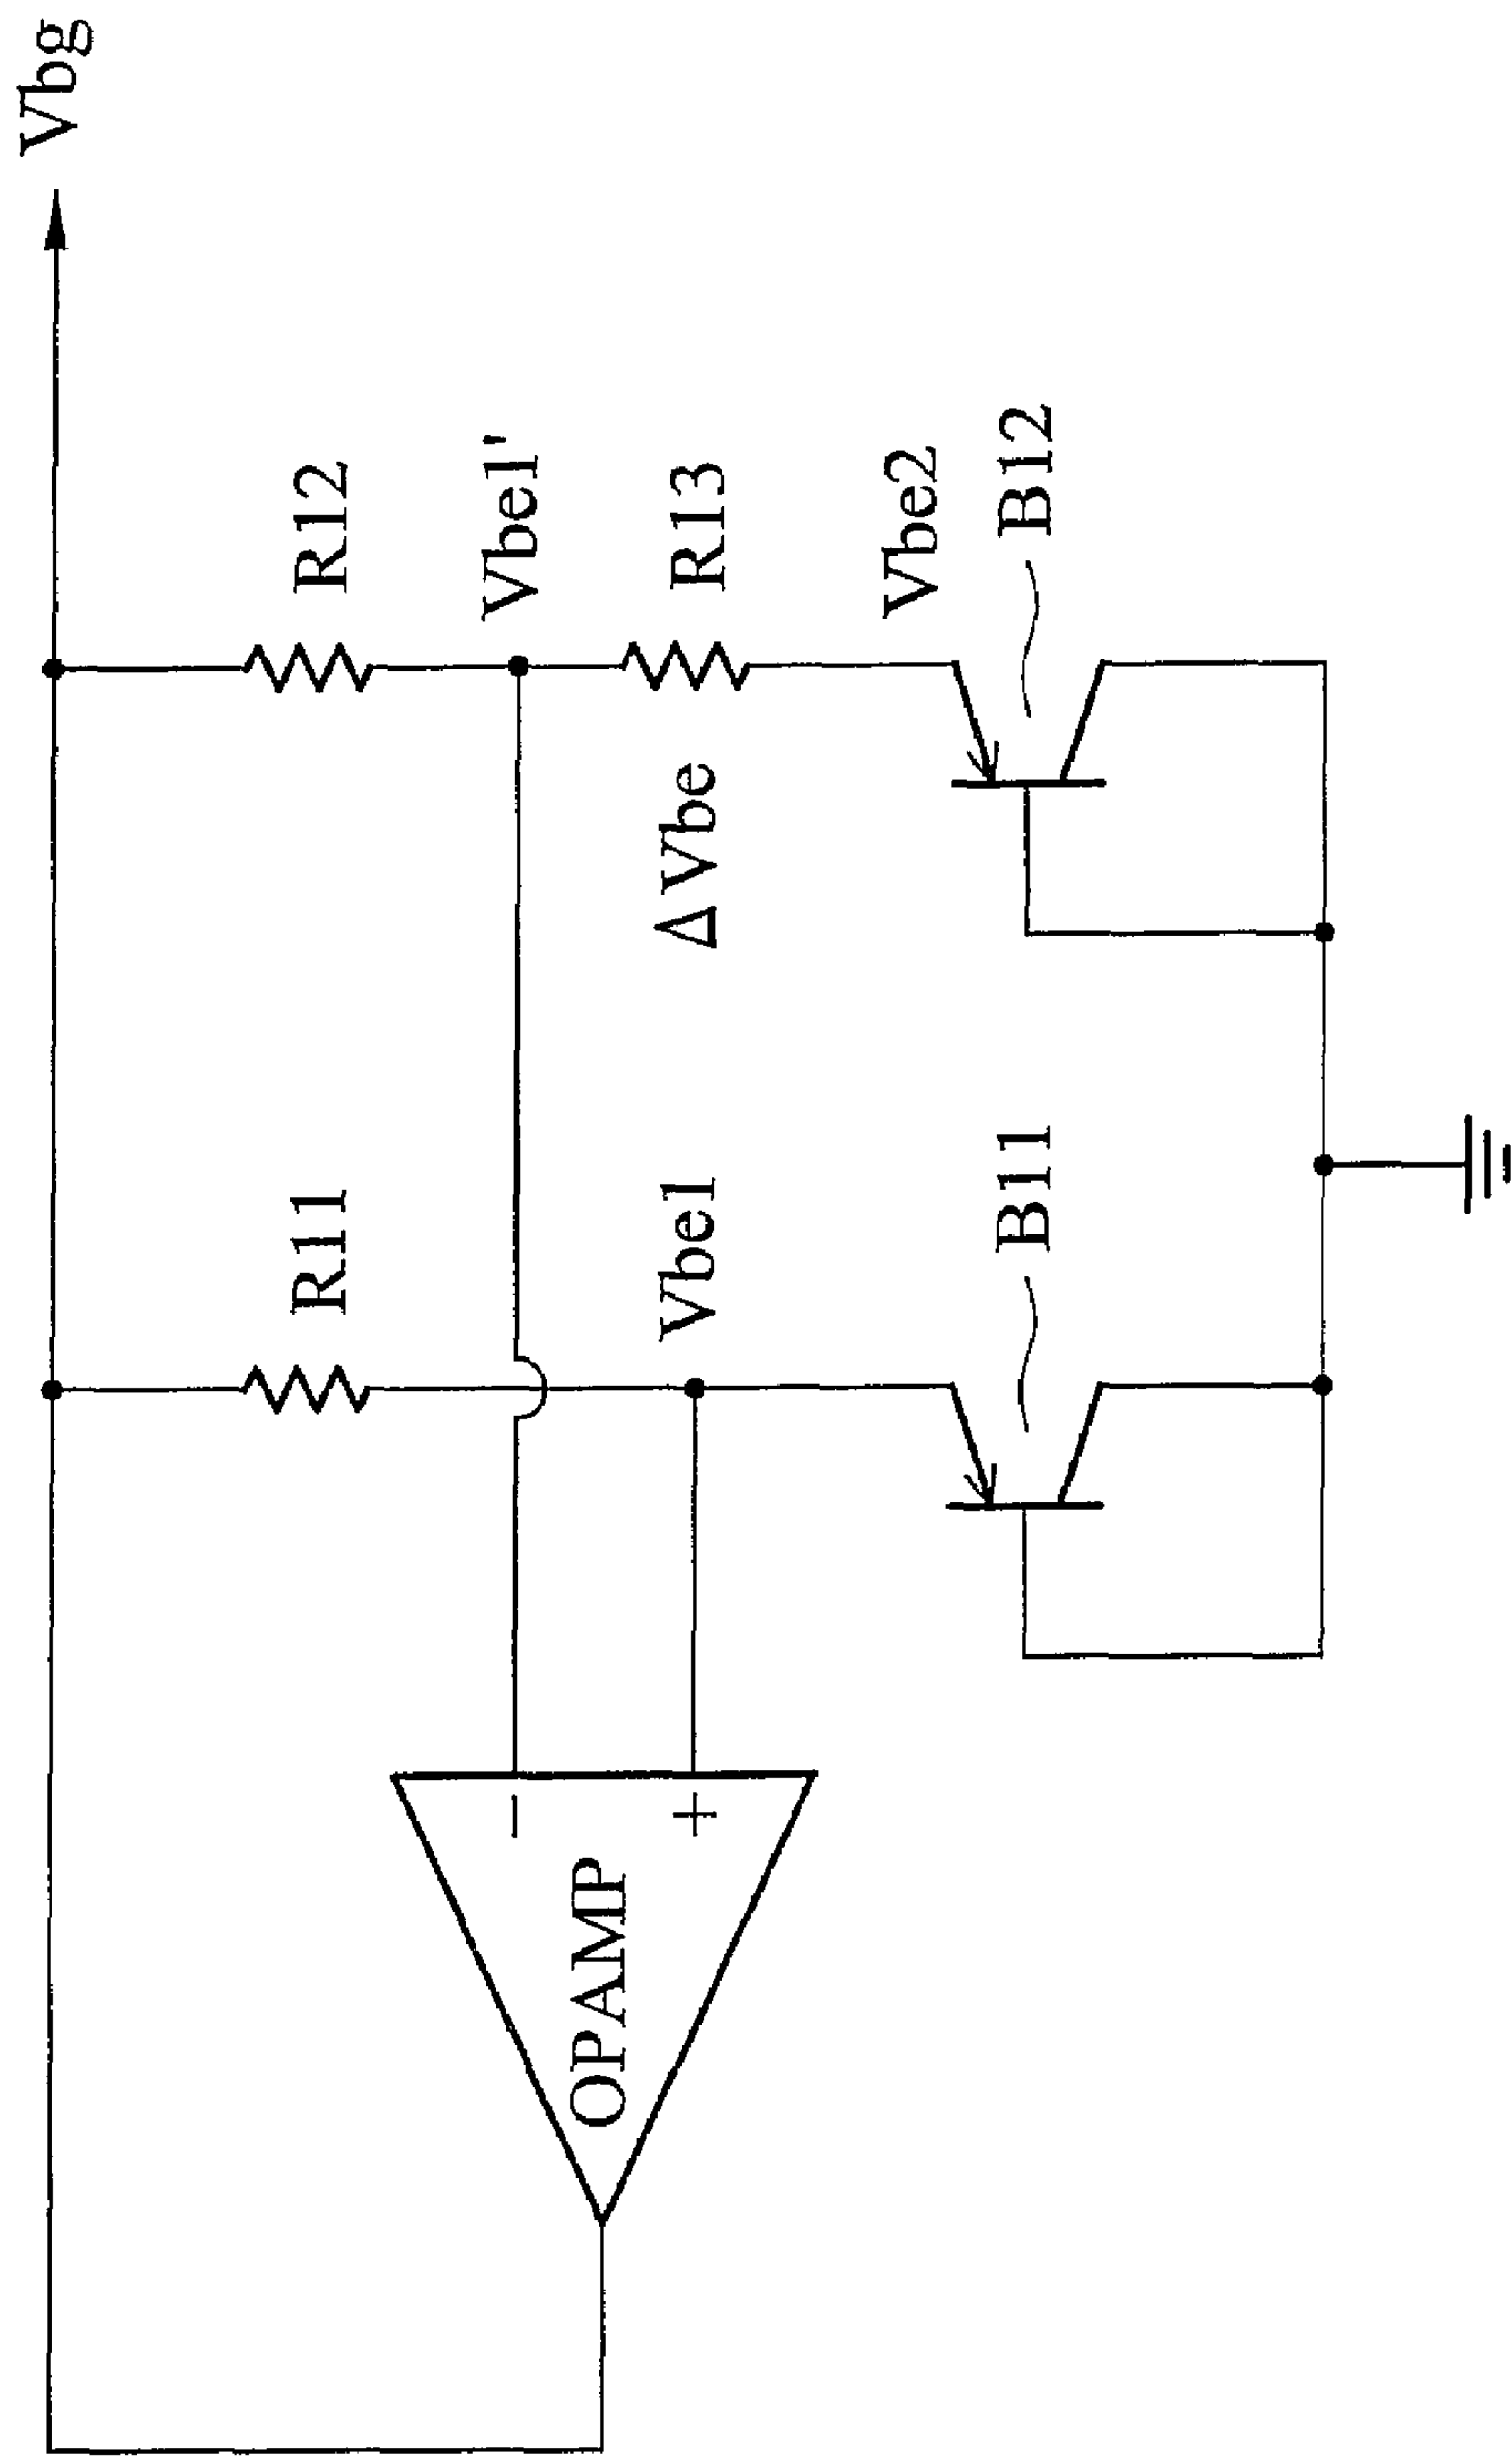 Vbg
R11
R12
Vbe1'
−
OPAMP
+
Vbe1
ΔVbe
R13
Vbe2
B11
B12